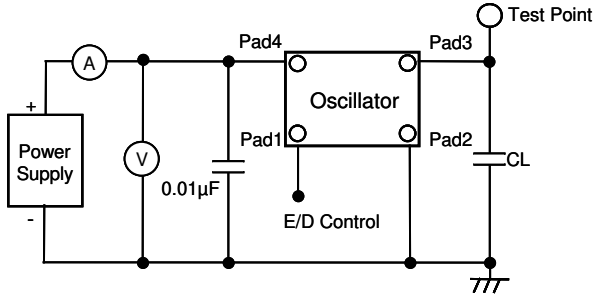 Test Point
Pad4
Pad3
A
Oscillator
+
Pad1
Pad2
Power
Supply
V
CL
0.01µF
-
E/D Control